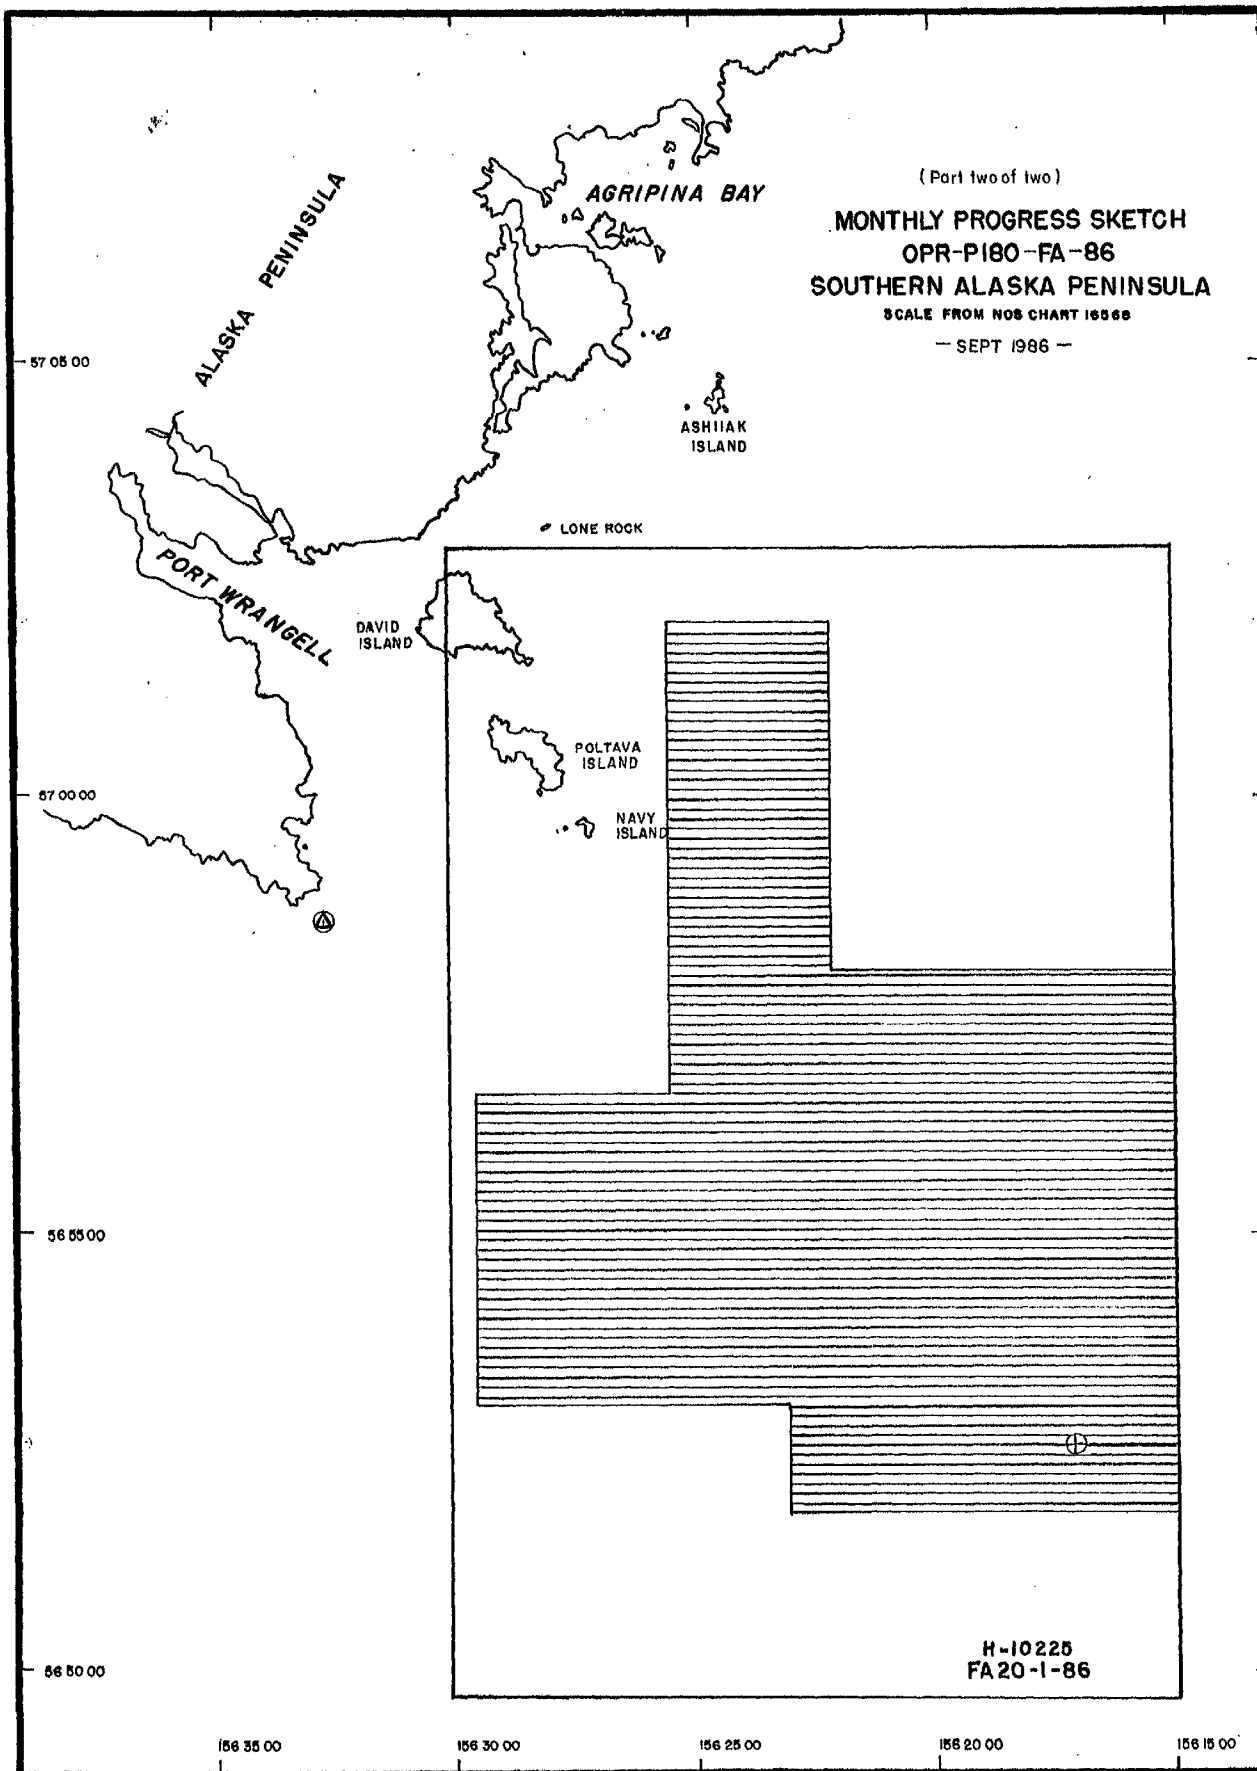 (Part two of two)
MONTHLY PROGRESS SKETCH
OPR-P180-FA-86
SOUTHERN ALASKA PENINSULA
SCALE FROM NOS CHART 16568
— SEPT 1986 —
ALASKA PENINSULA
AGRIPINA BAY
57 05 00
ASHIIAK
ISLAND
LONE ROCK
PORT WRANGELL
DAVID
ISLAND
POLTAVA
ISLAND
57 00 00
NAVY
ISLAND
56 55 00
H-10225
FA 20-1-86
56 50 00
156 35 00
156 30 00
156 25 00
156 20 00
156 15 00